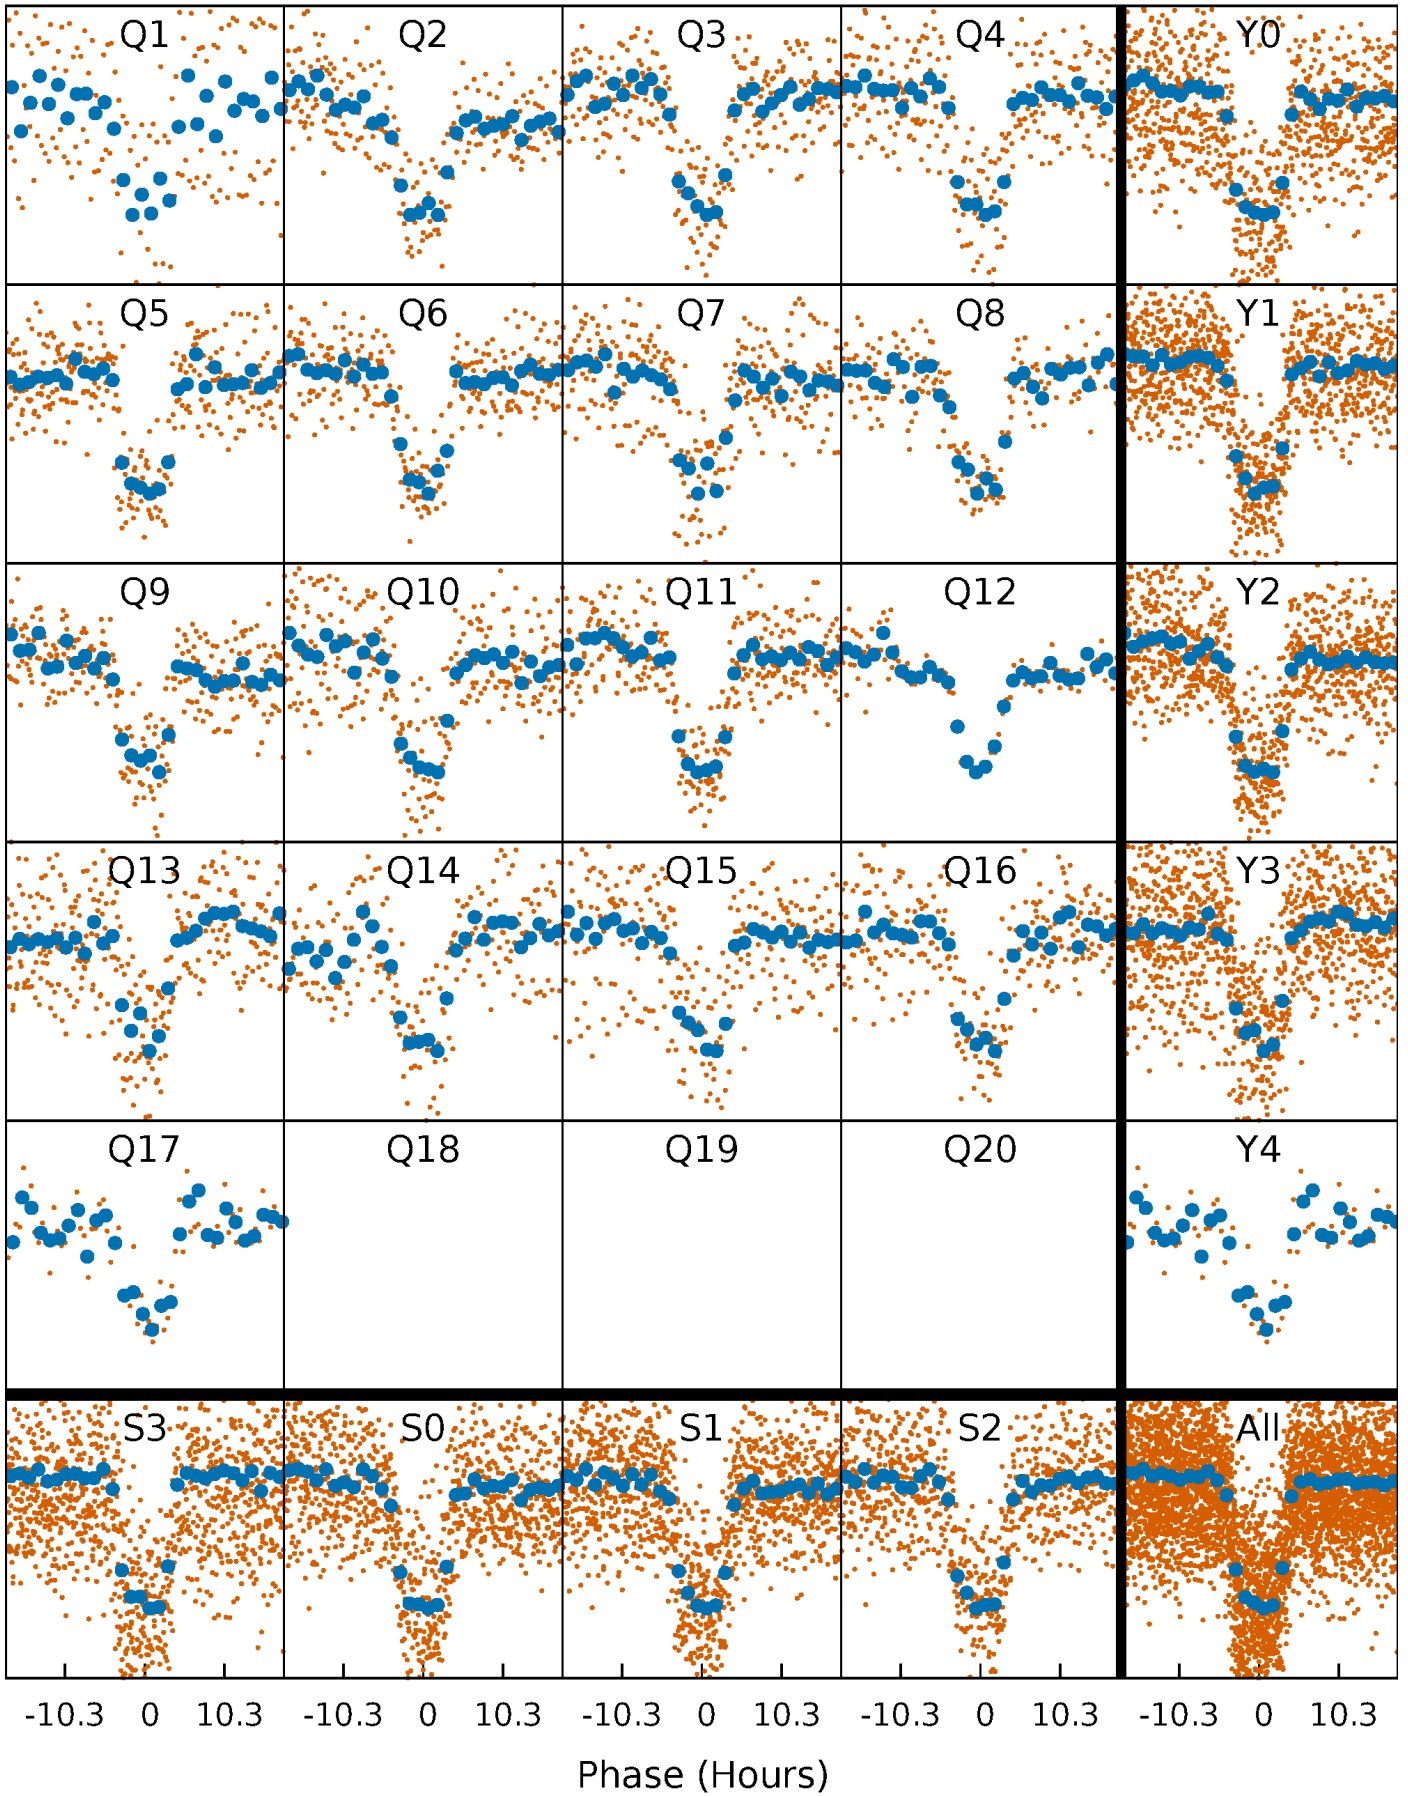 Q1 Q2 Q3 Q4 Y0
Q5 Q6 Q7 Q8 Y1
Q9 Q10 Q11 Q12 Y2
Q13 Q14 Q15 Q16 Y3
Q17 Q18 Q19 Q20 Y4
S3 S0 S1 S2 All
-10.3 0 10.3 -10.3 0 10.3 -10.3 0 10.3 -10.3 0 10.3 -10.3 0 10.3
Phase (Hours)